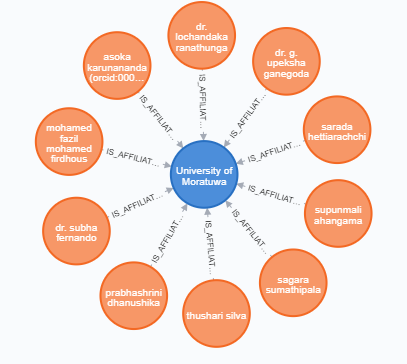 dr.
lochandaka
ranathunga
dr. g.
upeksha
ganegoda
asoka
karunananda
(orcid:000...
IS_AFFILIAT...
IS_AFFILIAT...
IS_AFFILIAT...
sarada
hettiarachchi
mohamed
fazil
mohamed
firdhous
IS_AFFILIAT...
IS_AFFILIAT...
University of
Moratuwa
IS_AFFILIAT...
IS_AFFILIAT...
supunmali
ahangama
dr. subha
fernando
IS_AFFILIAT...
IS_AFFILIAT...
IS_AFFILIAT...
sagara
sumathipala
prabhashrini
dhanushika
thushari silva